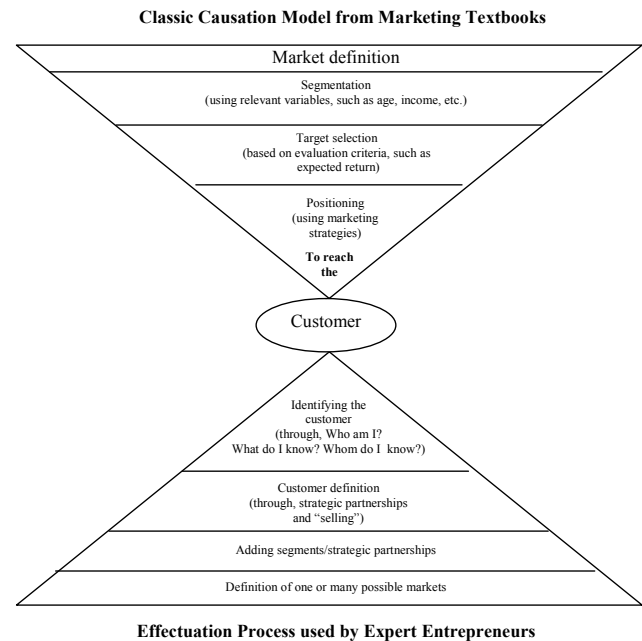 Classic Causation Model from Marketing Textbooks
Market definition
Segmentation
(using relevant variables, such as age, income, etc.)
Target selection
(based on evaluation criteria, such as
expected return)
Positioning
(using marketing
strategies)
To reach
the
Customer
Identifying the
customer
(through, Who am I?
What do I know? Whom do I  know?)
Customer definition
(through, strategic partnerships
and “selling”)
Adding segments/strategic partnerships
Definition of one or many possible markets
Effectuation Process used by Expert Entrepreneurs